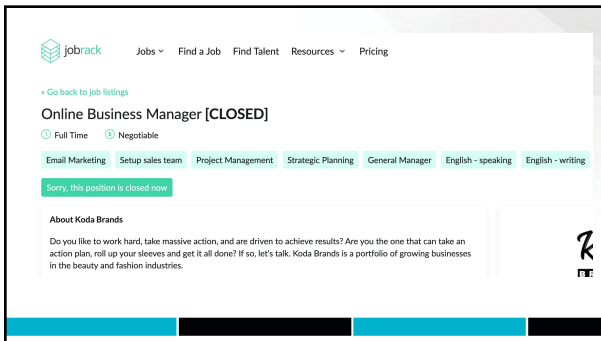 jobrack
Jobs Find a Job Find Talent Resources Pricing
« Go back to job listings
Online Business Manager [CLOSED]
Full Time Negotiable
Email Marketing Setup sales team Project Management Strategic Planning General Manager English - speaking English - writing
Sorry, this position is closed now
About Koda Brands
Do you like to work hard, take massive action, and are driven to achieve results? Are you the one that can take an
action plan, roll up your sleeves and get it all done? If so, let's talk. Koda Brands is a portfolio of growing businesses
in the beauty and fashion industries.